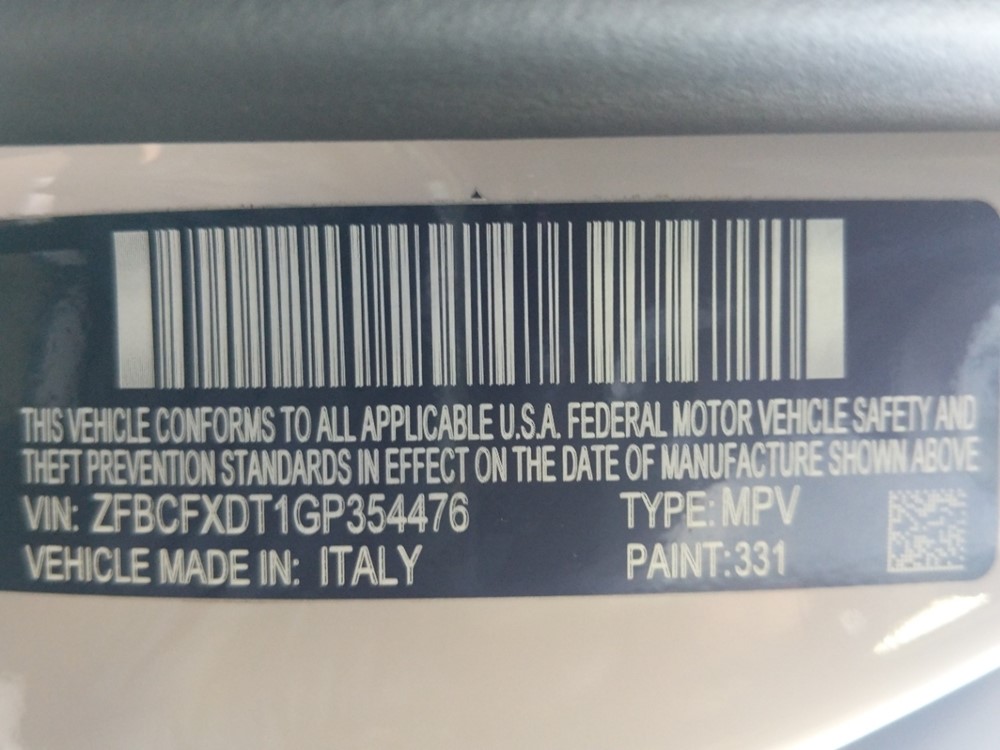 THIS VEHICLE CONFORMS TO ALL APPLICABLE U.S.A. FEDERAL MOTOR VEHICLE SAFETY AND
THEFT PREVENTION STANDARDS IN EFFECT ON THE DATE OF MANUFACTURE SHOWN ABOVE
VIN: ZFBCFXDT1GP354476 TYPE: MPV
VEHICLE MADE IN: ITALY PAINT: 331